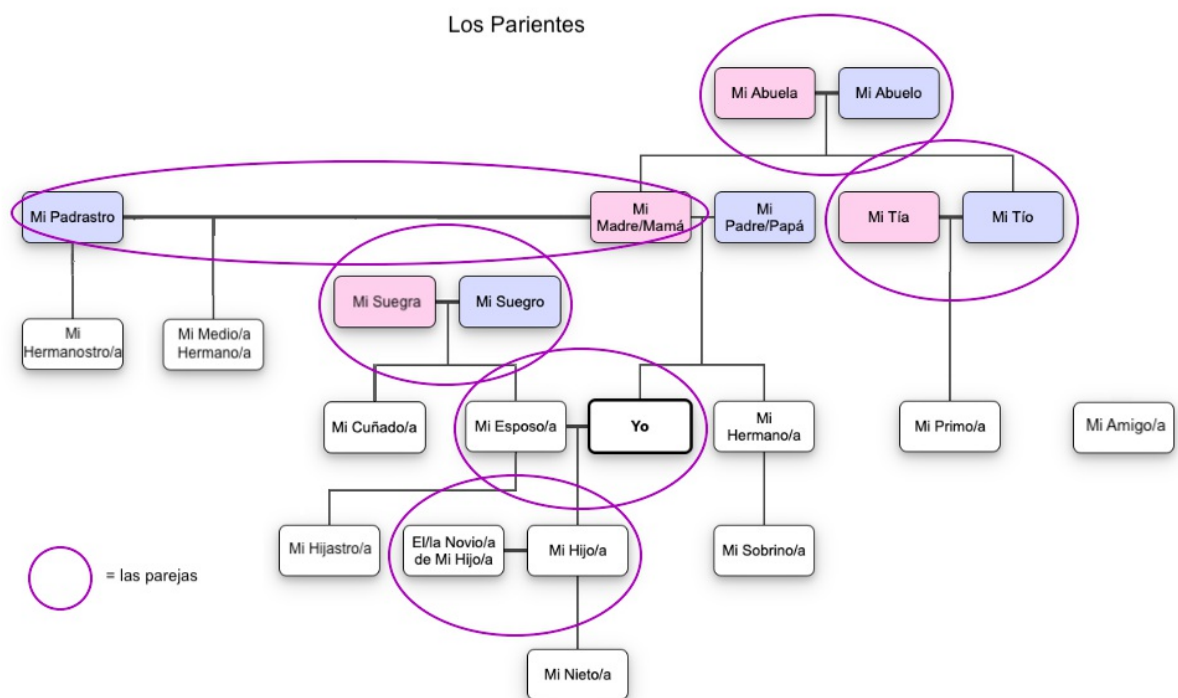 Los Parientes
Mi Abuela
Mi Abuelo
Mi Padrastro
Mi
Madre/Mamá
Mi
Padre/Papá
Mi Tía
Mi Tío
Mi Suegra
Mi Suegro
Mi
Hermanostro/a
Mi Medio/a
Hermano/a
Mi Cuñado/a
Mi Esposo/a
Yo
Mi
Hermano/a
Mi Primo/a
Mi Amigo/a
Mi Hijastro/a
El/la Novio/a
de Mi Hijo/a
Mi Hijo/a
Mi Sobrino/a
= las parejas
Mi Nieto/a